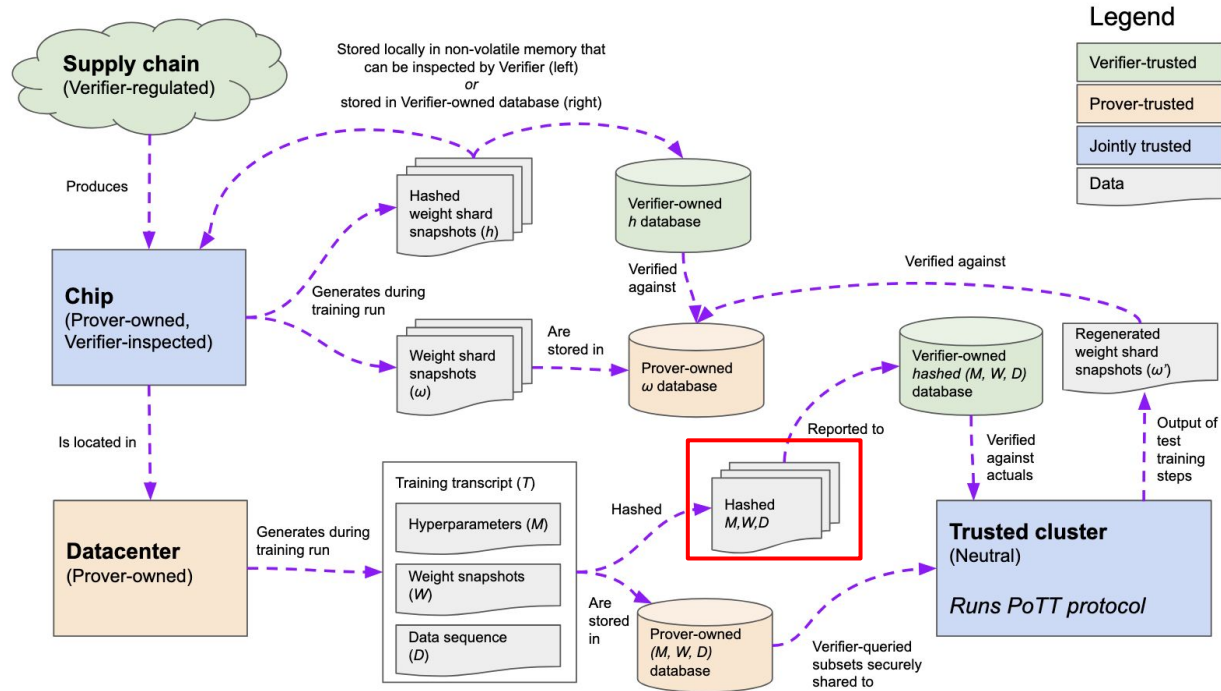 Legend
Verifier-trusted
Prover-trusted
Jointly trusted
Data
Supply chain
(Verifier-regulated)
Stored locally in non-volatile memory that
can be inspected by Verifier (left)
or
stored in Verifier-owned database (right)
Produces
Hashed
weight shard
snapshots (h)
Verifier-owned
h database
Verified
against
Verified against
Chip
(Prover-owned,
Verifier-inspected)
Generates during
training run
Weight shard
snapshots (ω)
Are
stored in
Prover-owned
ω database
Verifier-owned
hashed (M, W, D)
database
Regenerated
weight shard
snapshots (ω')
Is located in
Reported to
Verified
against
actuals
Output of
test
training
steps
Datacenter
(Prover-owned)
Generates during
training run
Training transcript (T)
Hyperparameters (M)
Weight snapshots
(W)
Data sequence
(D)
Hashed
Hashed
M,W,D
Are
stored
in
Prover-owned
(M, W, D)
database
Verifier-queried
subsets securely
shared to
Trusted cluster
(Neutral)
Runs PoTT protocol